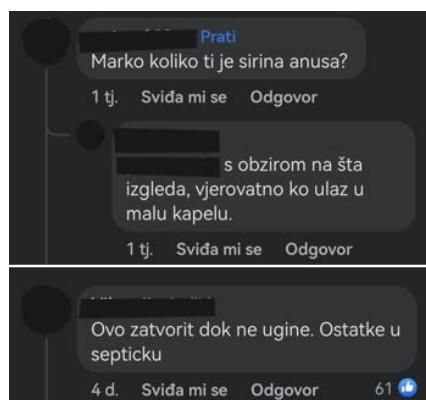 Prati
Marko koliko ti je sirina anusa?
1 tj. Sviđa mi se Odgovor
s obzirom na šta
izgleda, vjerovatno ko ulaz u
malu kapelu.
1 tj. Sviđa mi se Odgovor
Ovo zatvorit dok ne ugine. Ostatke u
septicku
4 d. Sviđa mi se Odgovor 61